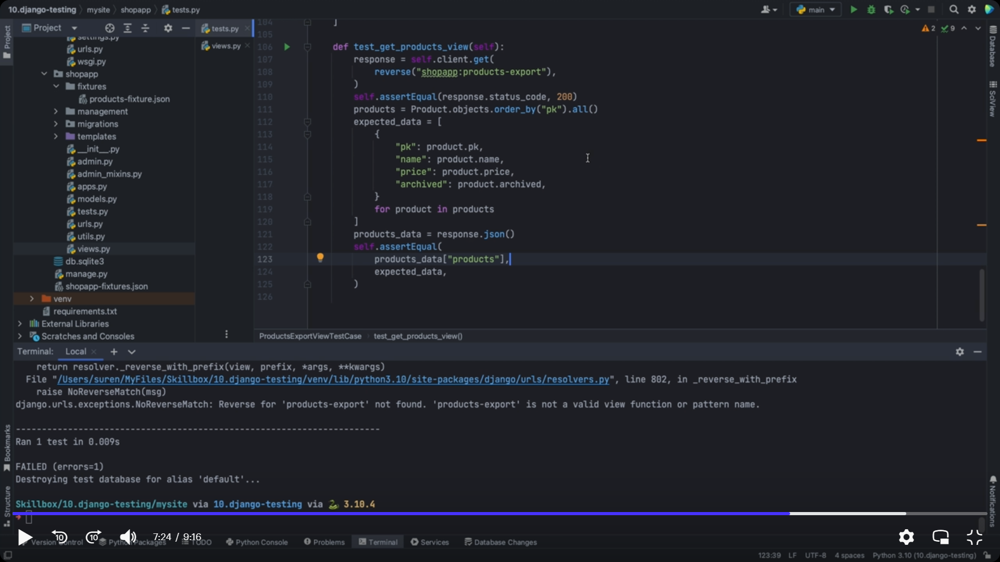 10.django-testing mysite shopapp tests.py
main
Project
tests.py
views.py
2 9
settings.py
urls.py
wsgi.py
shopapp
fixtures
products-fixture.json
management
migrations
templates
__init__.py
admin.py
admin_mixins.py
apps.py
models.py
tests.py
urls.py
utils.py
views.py
db.sqlite3
manage.py
shopapp-fixtures.json
venv
requirements.txt
External Libraries
Scratches and Consoles
Project
Bookmarks
Structure
104 ]
105
106 def test_get_products_view(self):
107 response = self.client.get(
108 reverse("shopapp:products-export"),
109 )
110 self.assertEqual(response.status_code, 200)
111 products = Product.objects.order_by("pk").all()
112 expected_data = [
113 {
114 "pk": product.pk,
115 "name": product.name,
116 "price": product.price,
117 "archived": product.archived,
118 }
119 for product in products
120 ]
121 products_data = response.json()
122 self.assertEqual(
123 products_data["products"],
124 expected_data,
125 )
126
ProductsExportViewTestCase test_get_products_view()
Database
SciView
Notifications
Terminal: Local
return resolver._reverse_with_prefix(view, prefix, *args, **kwargs)
File "/Users/suren/MyFiles/Skillbox/10.django-testing/venv/lib/python3.10/site-packages/django/urls/resolvers.py", line 802, in _reverse_with_prefix
raise NoReverseMatch(msg)
django.urls.exceptions.NoReverseMatch: Reverse for 'products-export' not found. 'products-export' is not a valid view function or pattern name.
----------------------------------------------------------------------
Ran 1 test in 0.009s
FAILED (errors=1)
Destroying test database for alias 'default'...
Skillbox/10.django-testing/mysite via 10.django-testing via 3.10.4
10 10 7:24 / 9:16
Version Control Python Packages TODO Python Console Problems Terminal Services Database Changes
123:39 LF UTF-8 4 spaces Python 3.10 (10.django-testing)